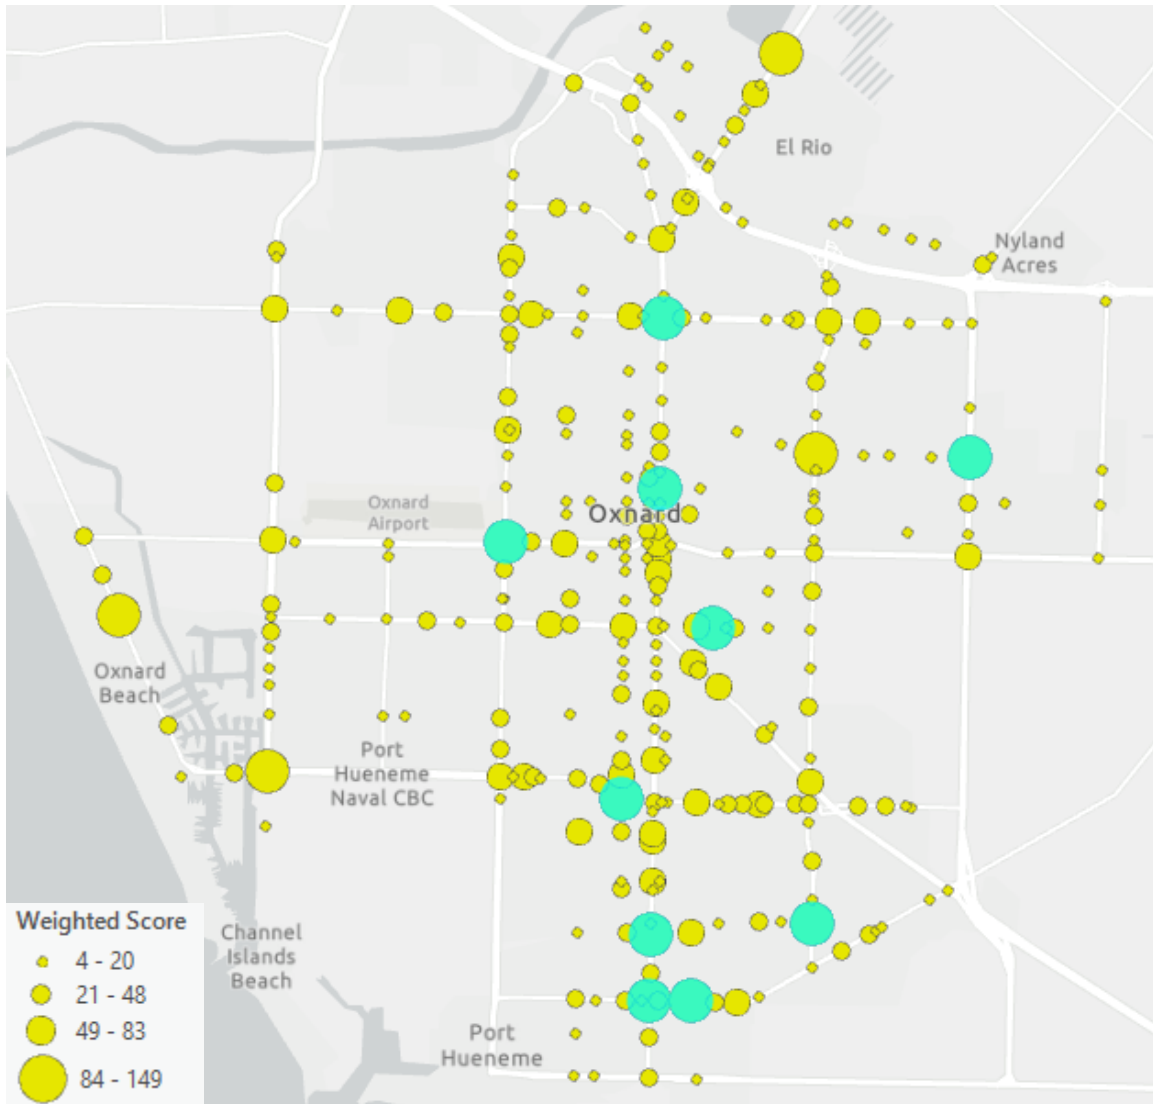 El Rio
Nyland
Acres
Oxnard
Airport
Oxnard
Oxnard
Beach
Port
Hueneme
Naval CBC
Channel
Islands
Beach
Port
Hueneme
Weighted Score
4 - 20
21 - 48
49 - 83
84 - 149